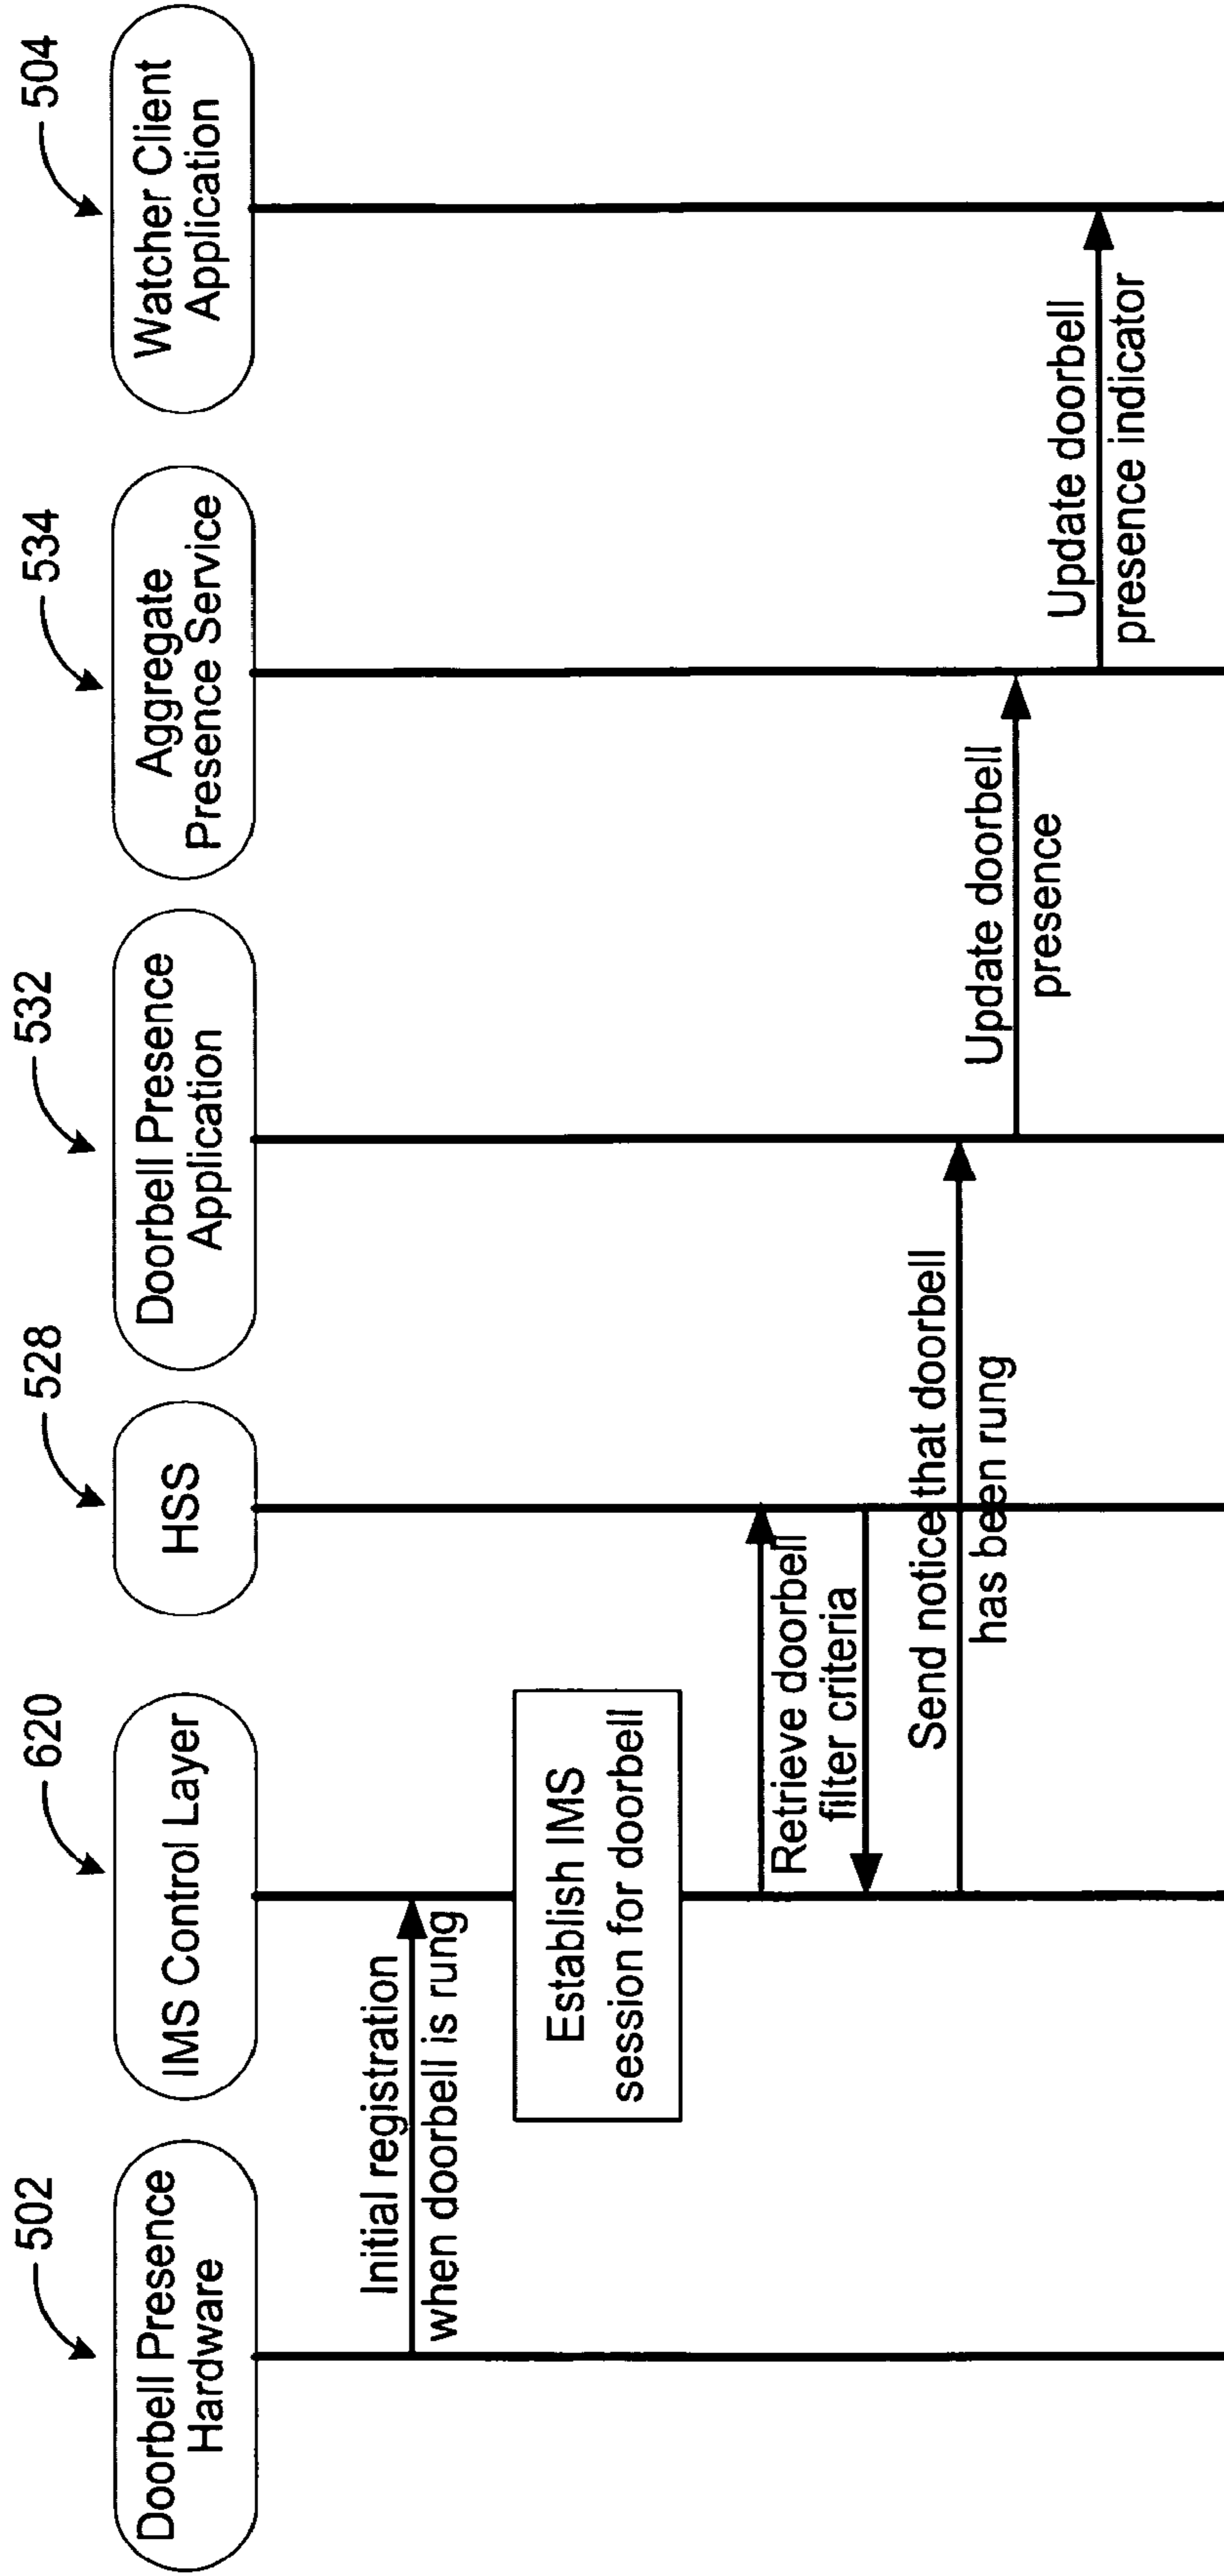 502
Doorbell Presence
Hardware
620
IMS Control Layer
528
HSS
532
Doorbell Presence
Application
534
Aggregate
Presence Service
504
Watcher Client
Application
Initial registration
when doorbell is rung
Establish IMS
session for doorbell
Retrieve doorbell
filter criteria
Send notice that doorbell
has been rung
Update doorbell
presence
Update doorbell
presence indicator